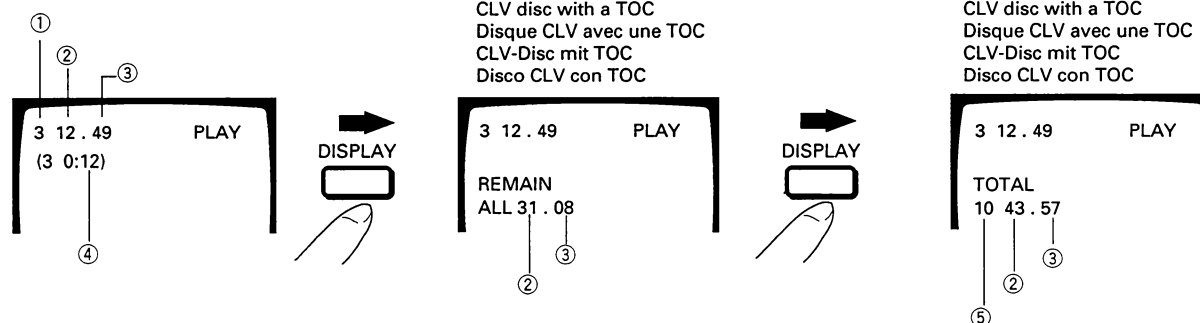 ①
②
③
3 12 . 49 PLAY
(3 0:12)
④
DISPLAY
CLV disc with a TOC
Disque CLV avec une TOC
CLV-Disc mit TOC
Disco CLV con TOC
3 12 . 49 PLAY
REMAIN
ALL 31 . 08
③
②
DISPLAY
CLV disc with a TOC
Disque CLV avec une TOC
CLV-Disc mit TOC
Disco CLV con TOC
3 12 . 49 PLAY
TOTAL
10 43 . 57
③
②
⑤